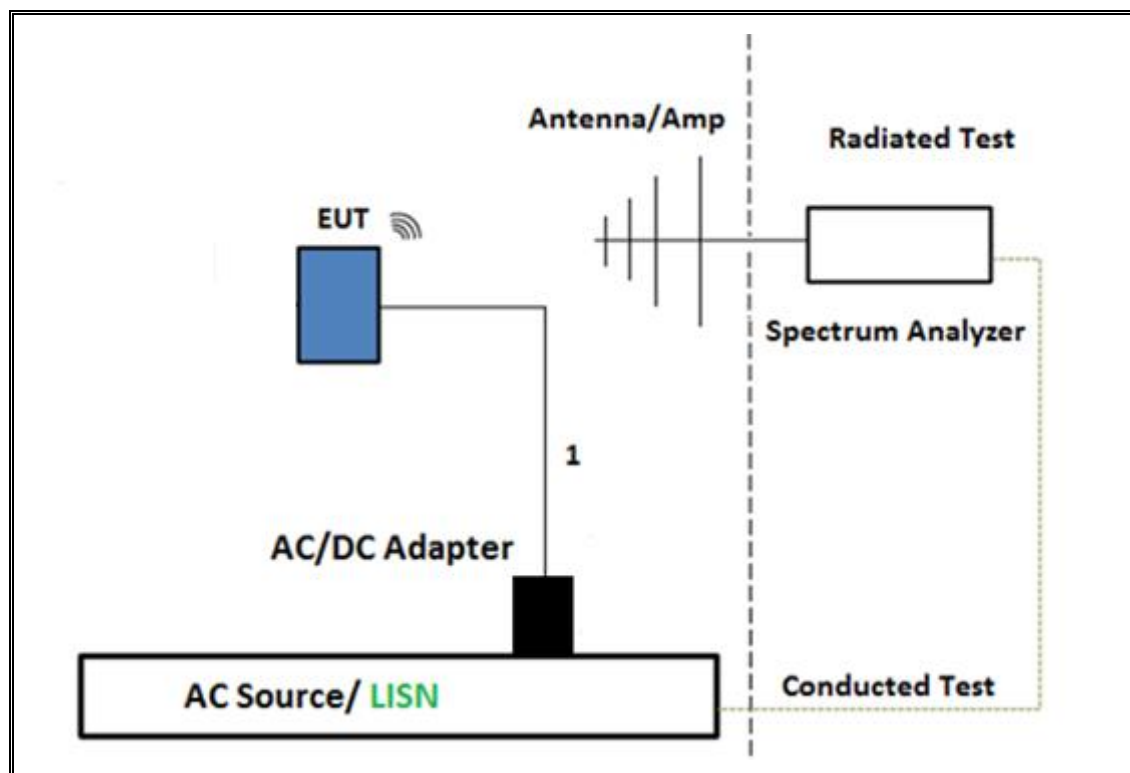 Antenna/Amp
Radiated Test
EUT
Spectrum Analyzer
1
AC/DC Adapter
AC Source/ LISN
Conducted Test